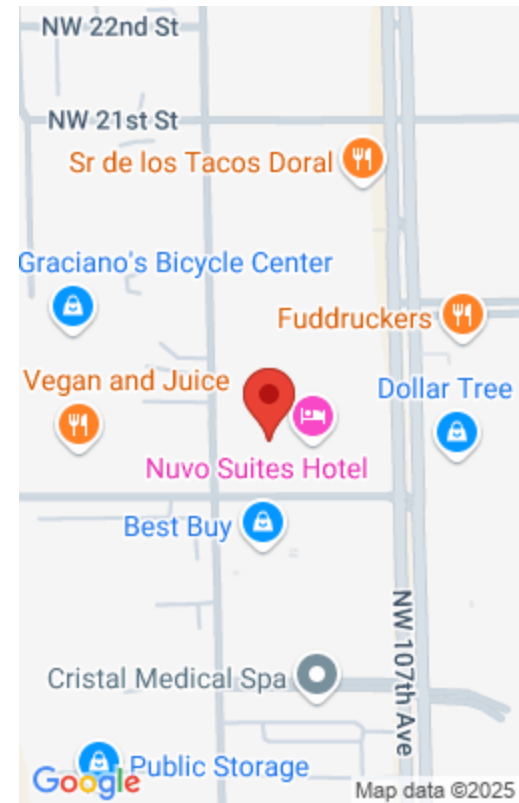 NW 22nd St
NW 21st St
Sr de los Tacos Doral
Graciano's Bicycle Center
Fuddruckers
Vegan and Juice
Dollar Tree
Nuvo Suites Hotel
Best Buy
NW 107th Ave
Cristal Medical Spa
Public Storage
Google
Map data ©2025